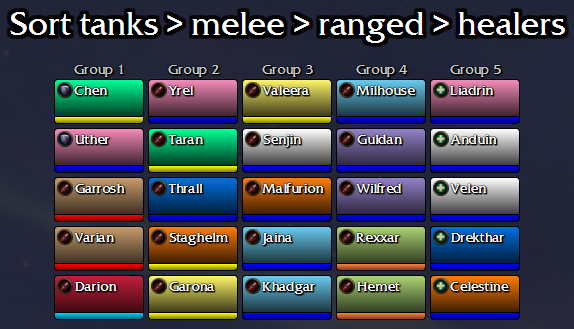 Sort tanks > melee > ranged > healers
Group 1 Group 2 Group 3 Group 4 Group 5
Chen Yrel Valeera Milhouse Liadrin
Uther Taran Senjin Guldan Anduin
Garrosh Thrall Malfurion Wilfred Velen
Varian Staghelm Jaina Rexxar Drekthar
Darion Garona Khadgar Hemet Celestine